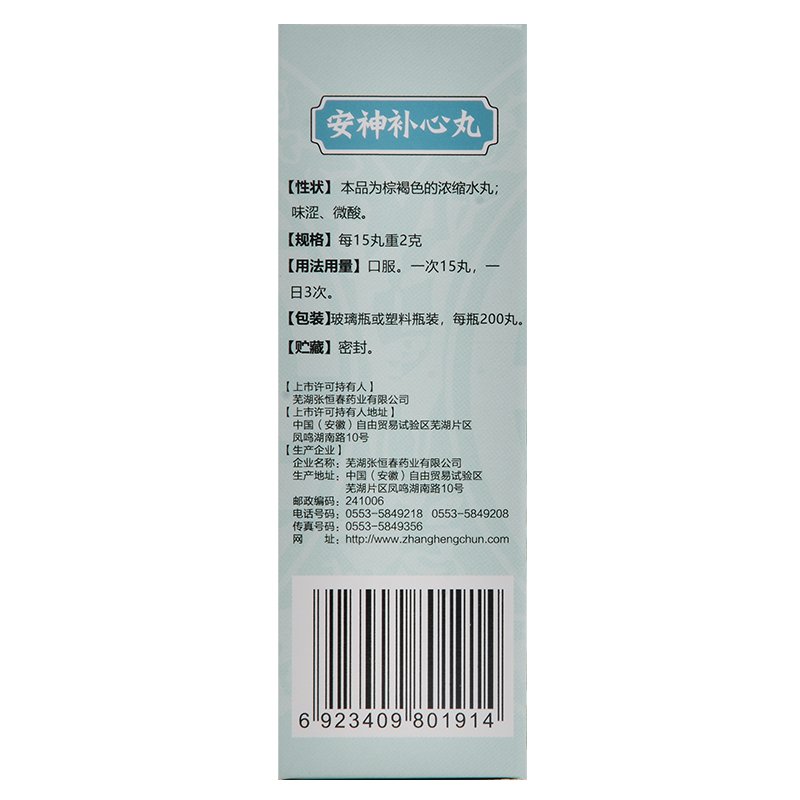 安神补心丸
【性状】 本品为棕褐色的浓缩水丸；
味涩、微酸。
【规格】 每15丸重2克
【用法用量】 口服。一次15丸，一
日3次。
【包装】玻璃瓶或塑料瓶装，每瓶200丸。
【贮藏】 密封。
【上市许可持有人】
芜湖张恒春药业有限公司
【上市许可持有人地址】
中国（安徽）自由贸易试验区芜湖片区
凤鸣湖南路10号
【生产企业】
企业名称：芜湖张恒春药业有限公司
生产地址：中国（安徽）自由贸易试验区
芜湖片区凤鸣湖南路10号
邮政编码：241006
电话号码：0553-5849218 0553-5849208
传真号码：0553-5849356
网 址：http://www.zhanghengchun.com
6 923409 801914